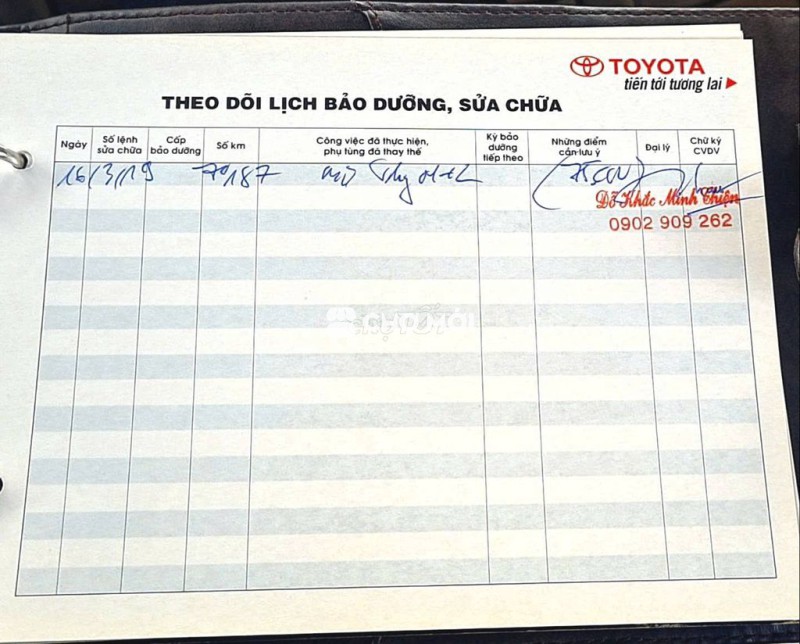 TOYOTA
tiến tới tương lai
THEO DÕI LỊCH BẢO DƯỠNG, SỬA CHỮA
Ngày
Số lệnh
sửa chữa
Cấp
bảo dưỡng
Số km
Công việc đã thực hiện,
phụ tùng đã thay thế
Kỳ bảo
dưỡng
tiếp theo
Những điểm
cần lưu ý
Đại lý
Chữ ký
CVDV
16/3/19
Đỗ Khắc Minh Thiện
0902 909 262
CHỢ TỐT